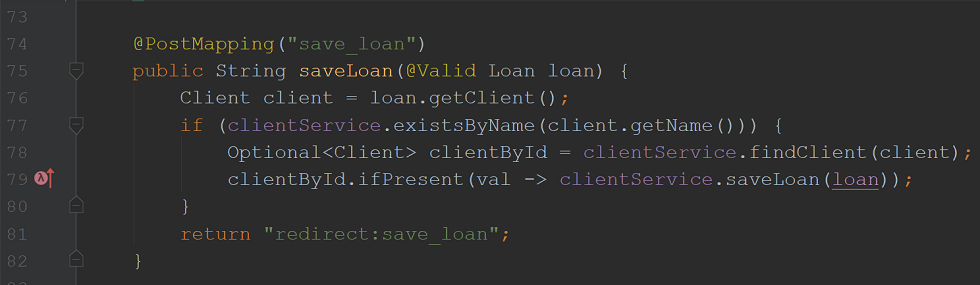 73
74 @PostMapping("save_loan")
75 public String saveLoan(@Valid Loan loan) {
76 Client client = loan.getClient();
77 if (clientService.existsByName(client.getName())) {
78 Optional<Client> clientById = clientService.findClient(client);
79 clientById.ifPresent(val -> clientService.saveLoan(loan));
80 }
81 return "redirect:save_loan";
82 }